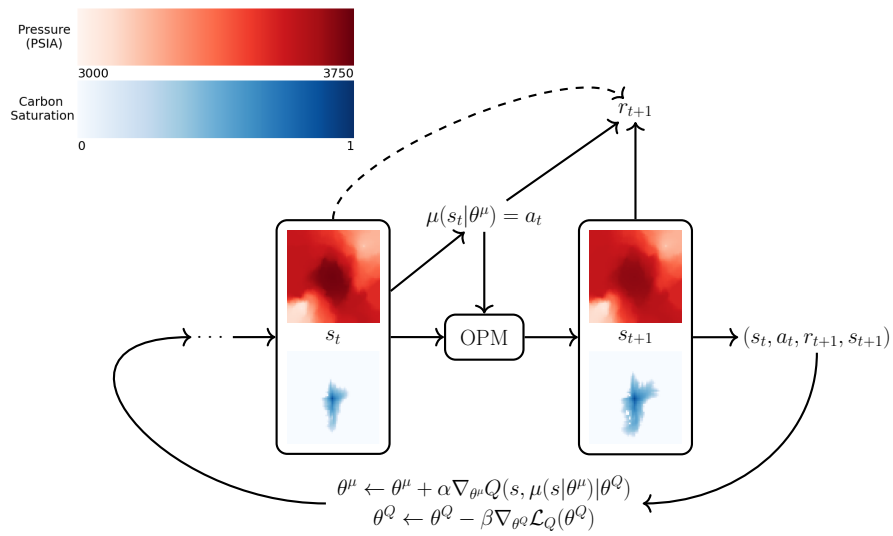 Pressure
(PSIA)
3000 3750
Carbon
Saturation
0 1
r_{t+1}
μ(s_t|θ^μ) = a_t
s_t
OPM
s_{t+1}
· · ·
(s_t, a_t, r_{t+1}, s_{t+1})
θ^μ ← θ^μ + α∇_{θ^μ}Q(s, μ(s|θ^μ)|θ^Q)
θ^Q ← θ^Q − β∇_{θ^Q}ℒ_Q(θ^Q)